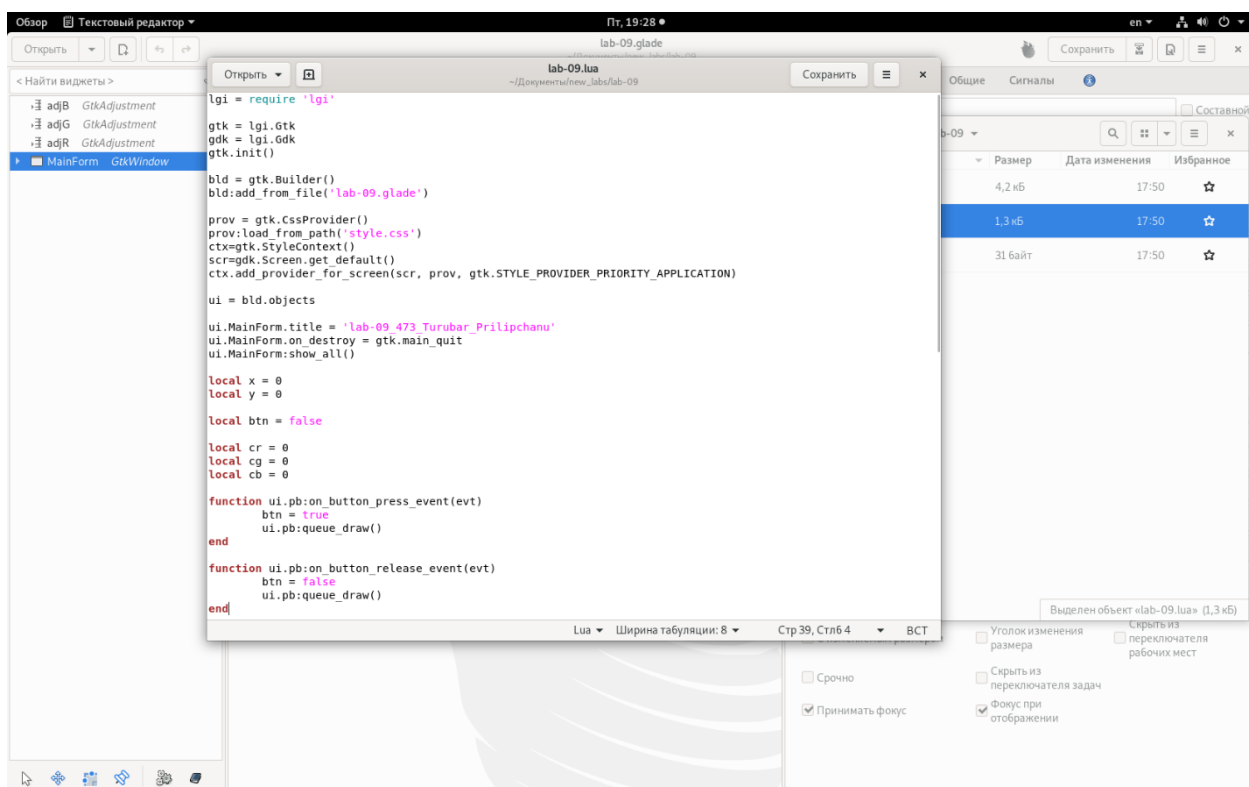 Обзор Текстовый редактор Пт, 19:28 en
Открыть lab-09.glade Сохранить
< Найти виджеты >
adjB GtkAdjustment
adjG GtkAdjustment
adjR GtkAdjustment
MainForm GtkWindow
Открыть lab-09.lua Сохранить
~/Документы/new_labs/lab-09
lgi = require 'lgi'
gtk = lgi.Gtk
gdk = lgi.Gdk
gtk.init()
bld = gtk.Builder()
bld:add_from_file('lab-09.glade')
prov = gtk.CssProvider()
prov:load_from_path('style.css')
ctx=gtk.StyleContext()
scr=gdk.Screen.get_default()
ctx.add_provider_for_screen(scr, prov, gtk.STYLE_PROVIDER_PRIORITY_APPLICATION)
ui = bld.objects
ui.MainForm.title = 'lab-09_473_Turubar_Prilipchanu'
ui.MainForm.on_destroy = gtk.main_quit
ui.MainForm:show_all()
local x = 0
local y = 0
local btn = false
local cr = 0
local cg = 0
local cb = 0
function ui.pb:on_button_press_event(evt)
btn = true
ui.pb:queue_draw()
end
function ui.pb:on_button_release_event(evt)
btn = false
ui.pb:queue_draw()
end
Lua Ширина табуляции: 8 Стр 39, Стлб 4 ВСТ
Общие Сигналы
Составной
b-09
Размер Дата изменения Избранное
4,2 кБ 17:50
1,3 кБ 17:50
31 байт 17:50
Выделен объект «lab-09.lua» (1,3 кБ)
Уголок изменения
размера
Скрыть из
переключателя
рабочих мест
Срочно
Скрыть из
переключателя задач
Принимать фокус
Фокус при
отображении